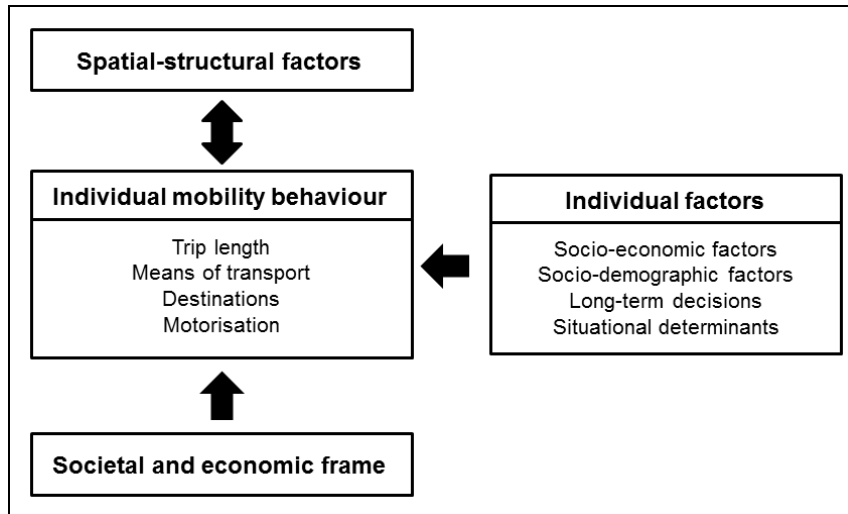 Spatial-structural factors
Individual mobility behaviour
Trip length
Means of transport
Destinations
Motorisation
Individual factors
Socio-economic factors
Socio-demographic factors
Long-term decisions
Situational determinants
Societal and economic frame